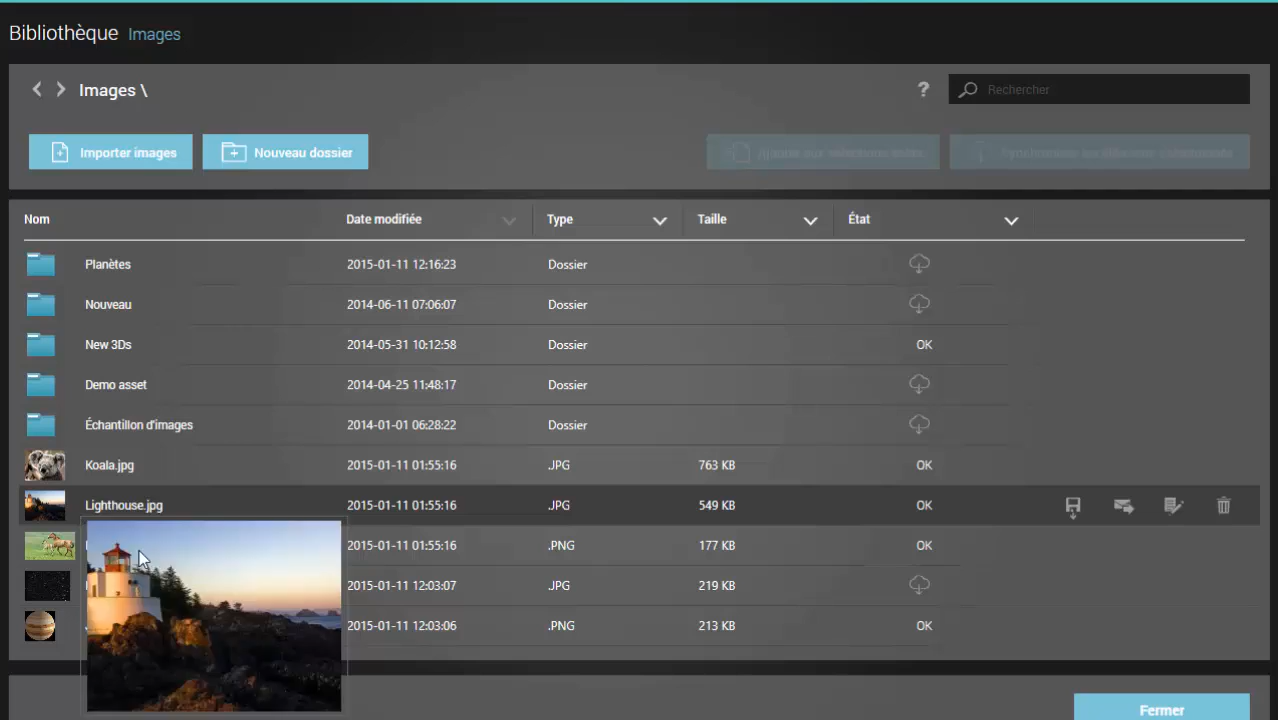 Bibliothèque Images
Images \
? Rechercher
Importer images Nouveau dossier
Nom Date modifiée Type Taille État
Planètes 2015-01-11 12:16:23 Dossier
Nouveau 2014-06-11 07:06:07 Dossier
New 3Ds 2014-05-31 10:12:58 Dossier OK
Demo asset 2014-04-25 11:48:17 Dossier
Échantillon d'images 2014-01-01 06:28:22 Dossier
Koala.jpg 2015-01-11 01:55:16 .JPG 763 KB OK
Lighthouse.jpg 2015-01-11 01:55:16 .JPG 549 KB OK
2015-01-11 01:55:16 .PNG 177 KB OK
2015-01-11 12:03:07 .JPG 219 KB
2015-01-11 12:03:06 .PNG 213 KB OK
Fermer